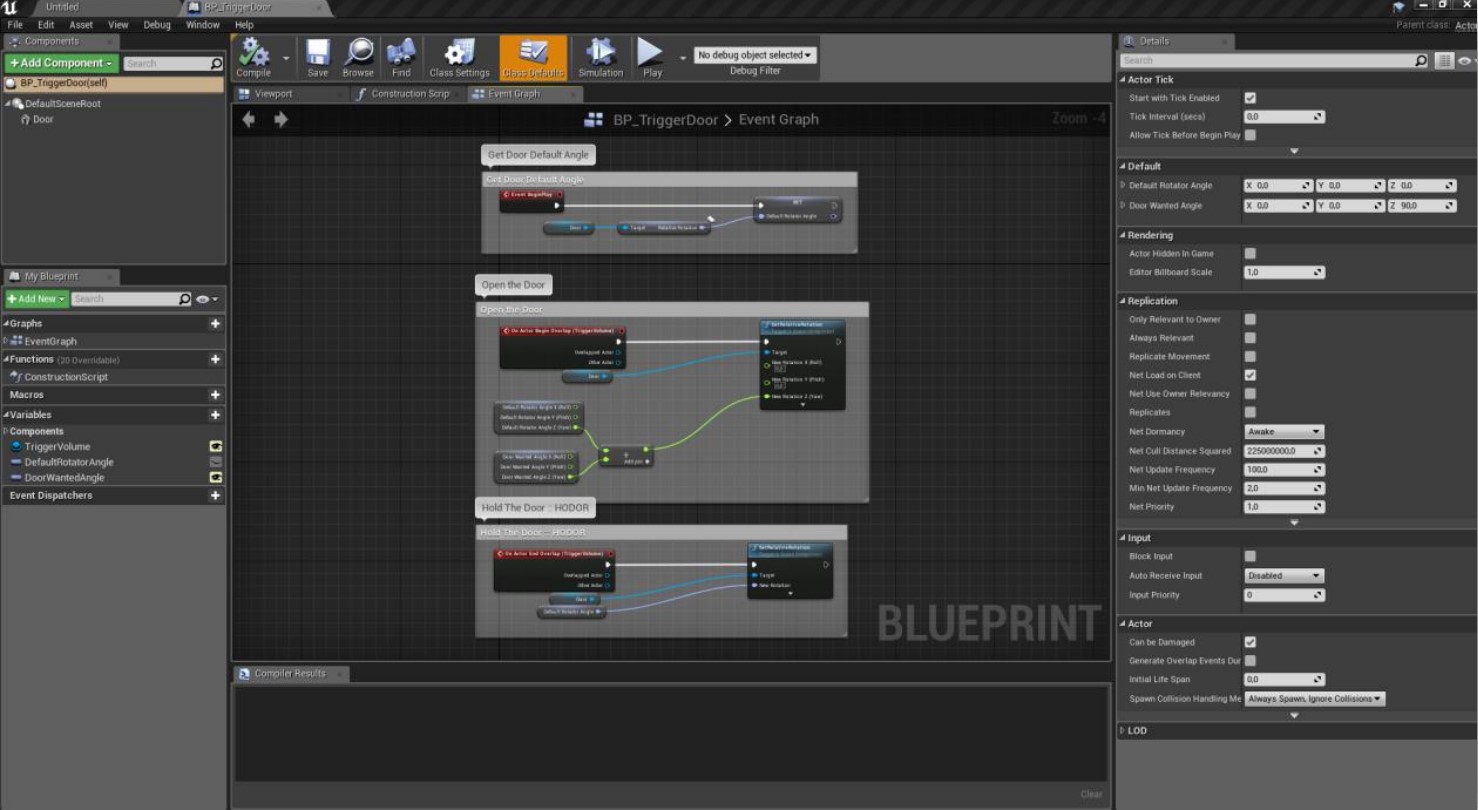 Untitled
BP_TriggerDoor
File Edit Asset View Debug Window Help
Parent class: Actor
Components
+Add Component
Search
BP_TriggerDoor(self)
DefaultSceneRoot
Door
My Blueprint
+Add New
Search
Graphs
EventGraph
Functions (20 Overridable)
ConstructionScript
Macros
Variables
Components
TriggerVolume
DefaultRotatorAngle
DoorWantedAngle
Event Dispatchers
Compile
Save
Browse
Find
Class Settings
Class Defaults
Simulation
Play
No debug object selected
Debug Filter
Viewport
Construction Scrip
Event Graph
BP_TriggerDoor > Event Graph
Zoom -4
Get Door Default Angle
Get Door Default Angle
Event BeginPlay
SET
Default Rotator Angle
Door
Target
Relative Rotation
Open the Door
Open the Door
On Actor Begin Overlap (TriggerVolume)
Overlapped Actor
Other Actor
Door
SetRelativeRotation
Target
New Rotation X (Roll)
New Rotation Y (Pitch)
New Rotation Z (Yaw)
Default Rotator Angle X (Roll)
Default Rotator Angle Y (Pitch)
Default Rotator Angle Z (Yaw)
Door Wanted Angle X (Roll)
Door Wanted Angle Y (Pitch)
Door Wanted Angle Z (Yaw)
+
Add pin +
Hold The Door :: HODOR
Hold The Door :: HODOR
On Actor End Overlap (TriggerVolume)
Overlapped Actor
Other Actor
Door
Default Rotator Angle
SetRelativeRotation
Target
New Rotation
BLUEPRINT
Compiler Results
Clear
Details
Search
Actor Tick
Start with Tick Enabled
Tick Interval (secs) 0,0
Allow Tick Before Begin Play
Default
Default Rotator Angle X 0,0 Y 0,0 Z 0,0
Door Wanted Angle X 0,0 Y 0,0 Z 90,0
Rendering
Actor Hidden In Game
Editor Billboard Scale 1,0
Replication
Only Relevant to Owner
Always Relevant
Replicate Movement
Net Load on Client
Net Use Owner Relevancy
Replicates
Net Dormancy Awake
Net Cull Distance Squared 225000000,0
Net Update Frequency 100,0
Min Net Update Frequency 2,0
Net Priority 1,0
Input
Block Input
Auto Receive Input Disabled
Input Priority 0
Actor
Can be Damaged
Generate Overlap Events Dur
Initial Life Span 0,0
Spawn Collision Handling Me Always Spawn, Ignore Collisions
LOD